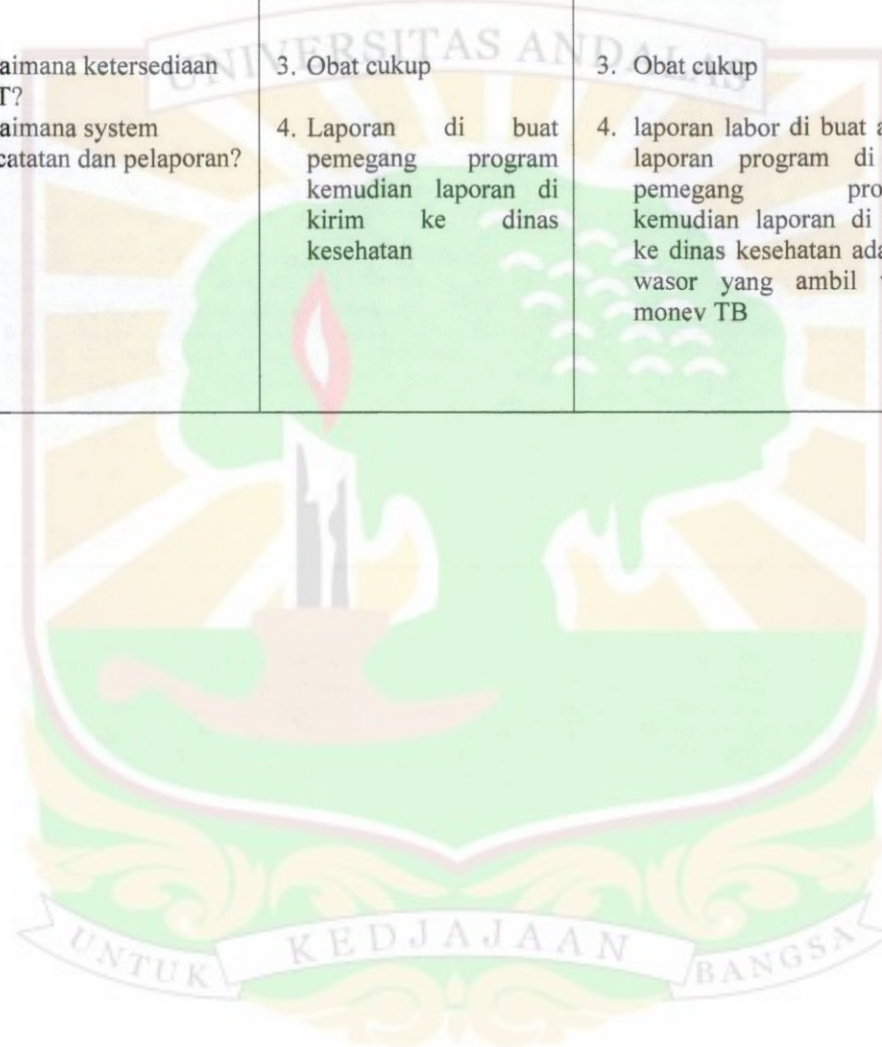 UNIVERSITAS ANDALAS
aimana ketersediaan
T?
aimana system
catatan dan pelaporan?
3. Obat cukup
4. Laporan di buat
pemegang program
kemudian laporan di
kirim ke dinas
kesehatan
3. Obat cukup
4. laporan labor di buat a
laporan program di
pemegang pro
kemudian laporan di
ke dinas kesehatan ada
wasor yang ambil
monev TB
UNTUK KEDJAJAAN BANGSA